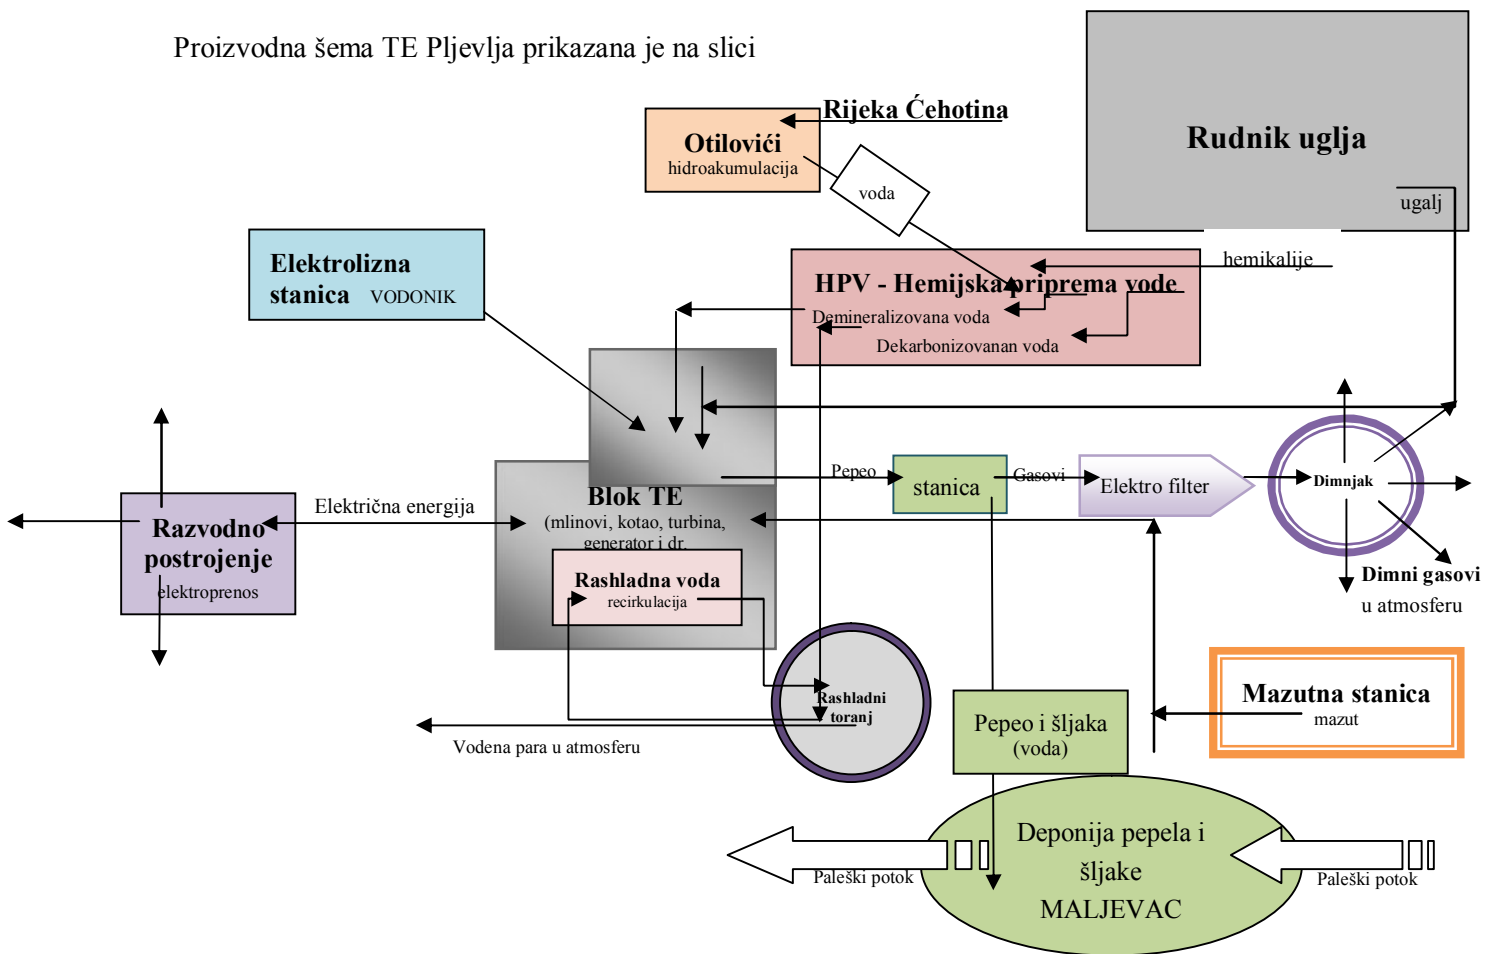 Proizvodna šema TE Pljevlja prikazana je na slici
Rijeka Ćehotina
Otilovići
hidroakumulacija
voda
Rudnik uglja
ugalj
Elektrolizna
stanica VODONIK
hemikalije
HPV - Hemijska priprema vode
Demineralizovana voda
Dekarbonizovanan voda
Pepeo
stanica
Gasovi
Elektro filter
Dimnjak
Električna energija
Blok TE
(mlinovi, kotao, turbina,
generator i dr.
Razvodno
postrojenje
elektroprenos
Rashladna voda
recirkulacija
Dimni gasovi
u atmosferu
Rashladni
toranj
Vodena para u atmosferu
Pepeo i šljaka
(voda)
Mazutna stanica
mazut
Deponija pepela i
šljake
MALJEVAC
Paleški potok
Paleški potok